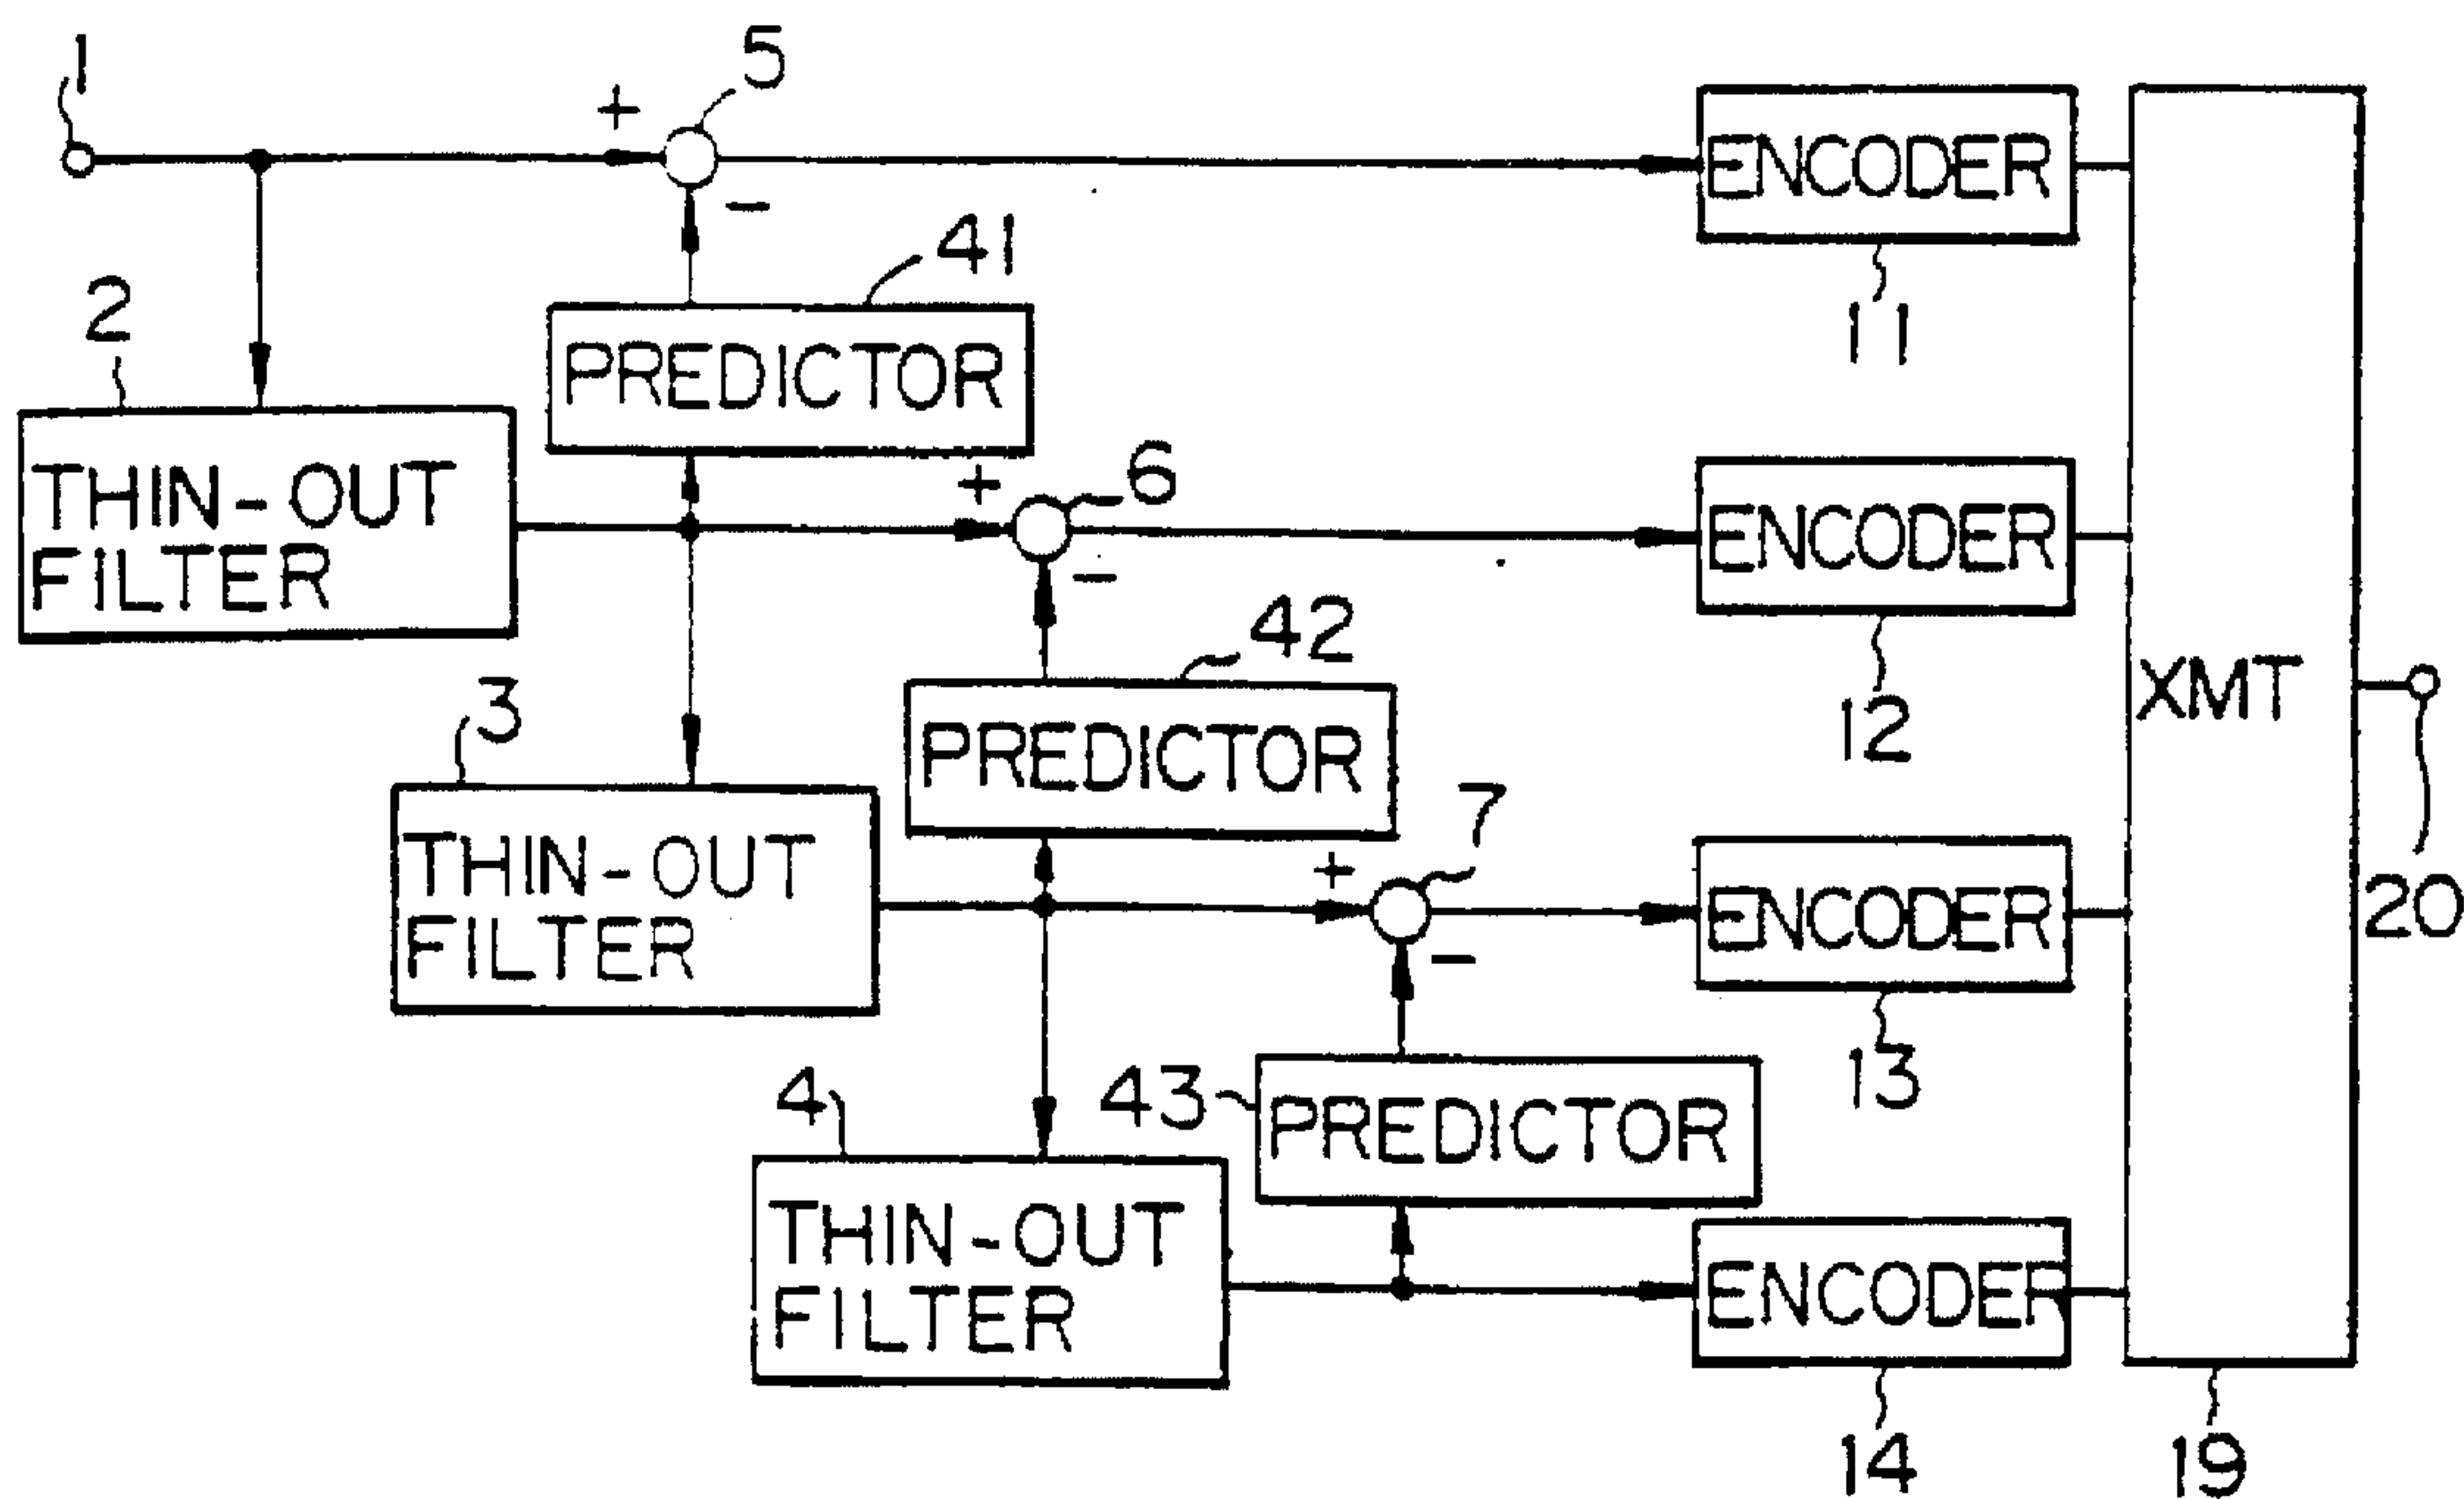 1
5
+
ENCODER
-
41
2
11
PREDICTOR
THIN-OUT
FILTER
+
6
ENCODER
-
42
3
12
XMT
PREDICTOR
7
THIN-OUT
FILTER
+
ENCODER
20
-
4
43
13
PREDICTOR
THIN-OUT
FILTER
ENCODER
14
19